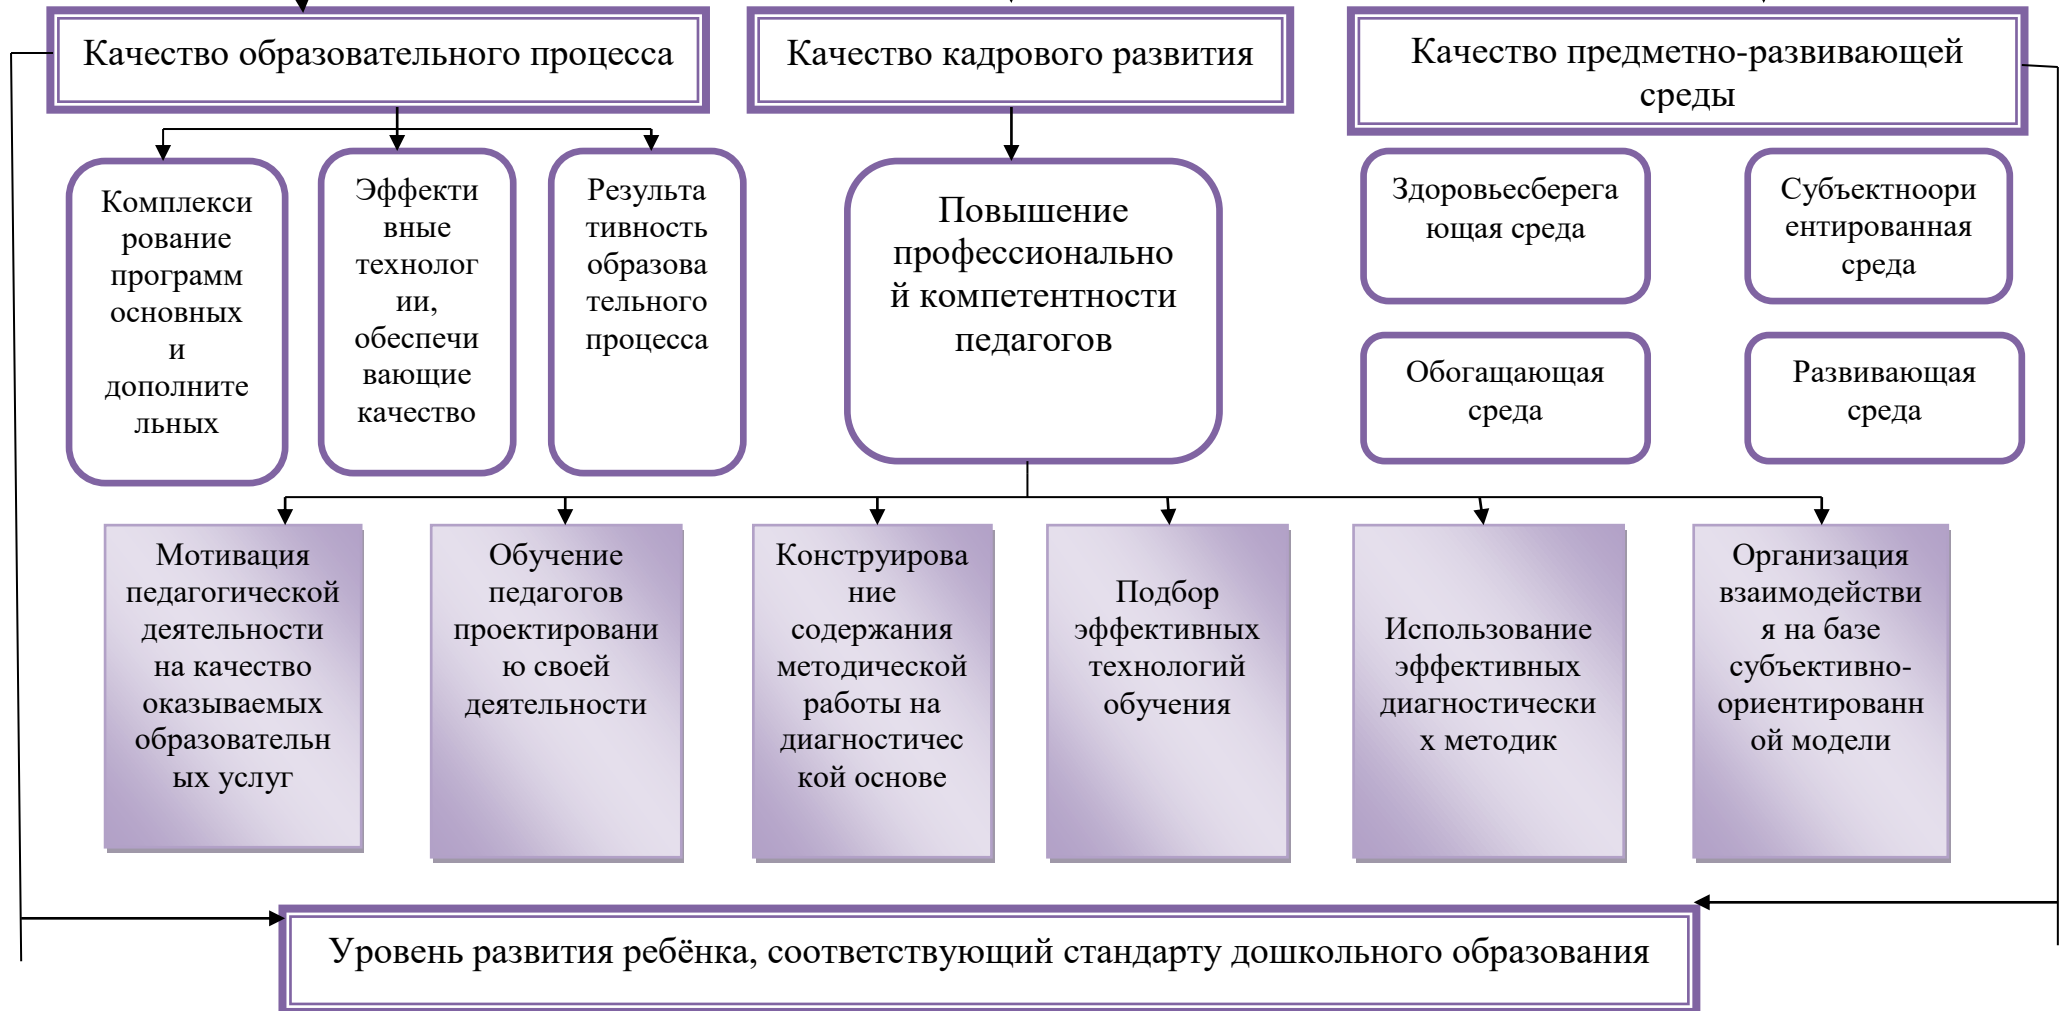 Качество образовательного процесса
Качество кадрового развития
Качество предметно-развивающей
среды
Комплекси
рование
программ
основных
и
дополните
льных
Эффекти
вные
технолог
ии,
обеспечи
вающие
качество
Результа
тивность
образова
тельного
процесса
Повышение
профессионально
й компетентности
педагогов
Здоровьесберега
ющая среда
Субъектноори
ентированная
среда
Обогащающая
среда
Развивающая
среда
Мотивация
педагогической
деятельности
на качество
оказываемых
образовательн
ых услуг
Обучение
педагогов
проектировани
ю своей
деятельности
Конструирова
ние
содержания
методической
работы на
диагностичес
кой основе
Подбор
эффективных
технологий
обучения
Использование
эффективных
диагностически
х методик
Организация
взаимодействи
я на базе
субъективно-
ориентированн
ой модели
Уровень развития ребёнка, соответствующий стандарту дошкольного образования